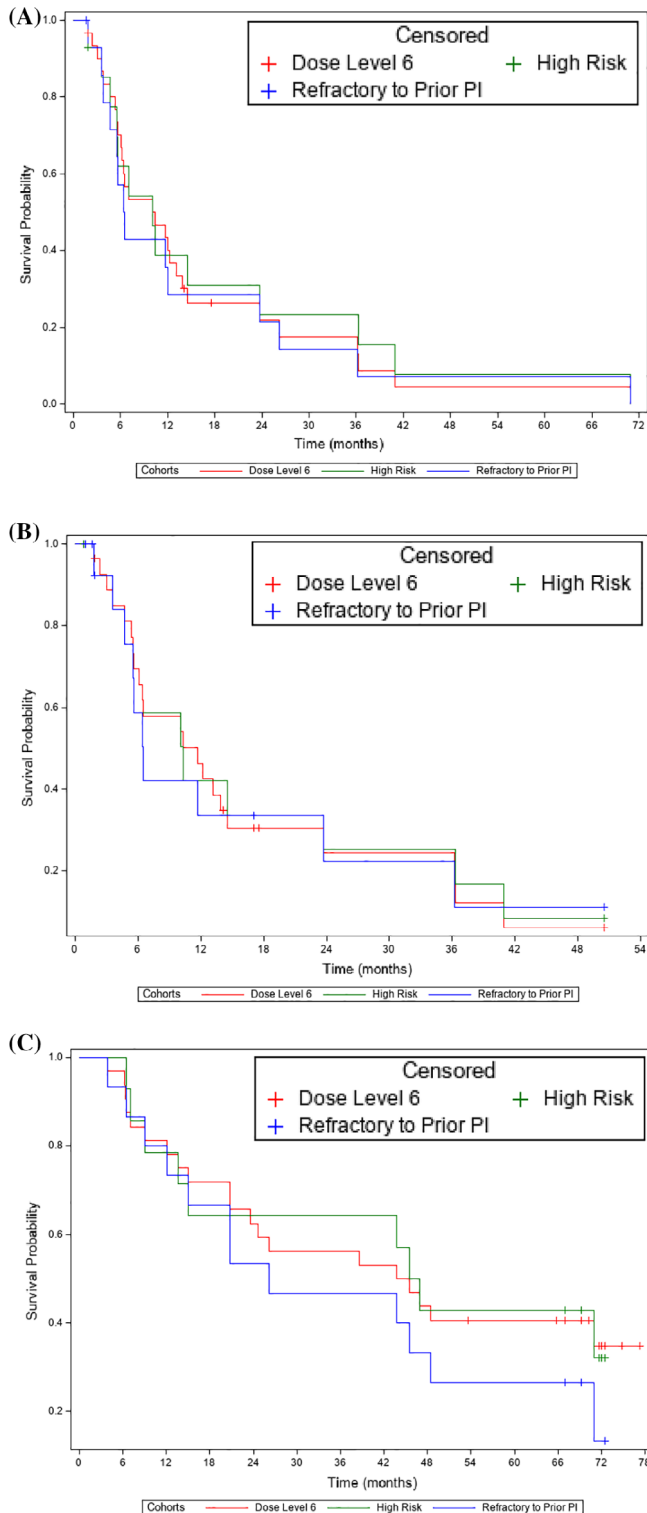 (A)
Censored
+ Dose Level 6 + High Risk
+ Refractory to Prior PI
Survival Probability
1.0
0.8
0.6
0.4
0.2
0.0
0 6 12 18 24 30 36 42 48 54 60 66 72
Time (months)
Cohorts Dose Level 6 High Risk Refractory to Prior PI
(B)
Censored
+ Dose Level 6 + High Risk
+ Refractory to Prior PI
Survival Probability
1.0
0.8
0.6
0.4
0.2
0 6 12 18 24 30 36 42 48 54
Time (months)
Cohorts Dose Level 6 High Risk Refractory to Prior PI
(C)
Censored
+ Dose Level 6 + High Risk
+ Refractory to Prior PI
Survival Probability
1.0
0.8
0.6
0.4
0.2
0 6 12 18 24 30 36 42 48 54 60 66 72 78
Time (months)
Cohorts Dose Level 6 High Risk Refractory to Prior PI